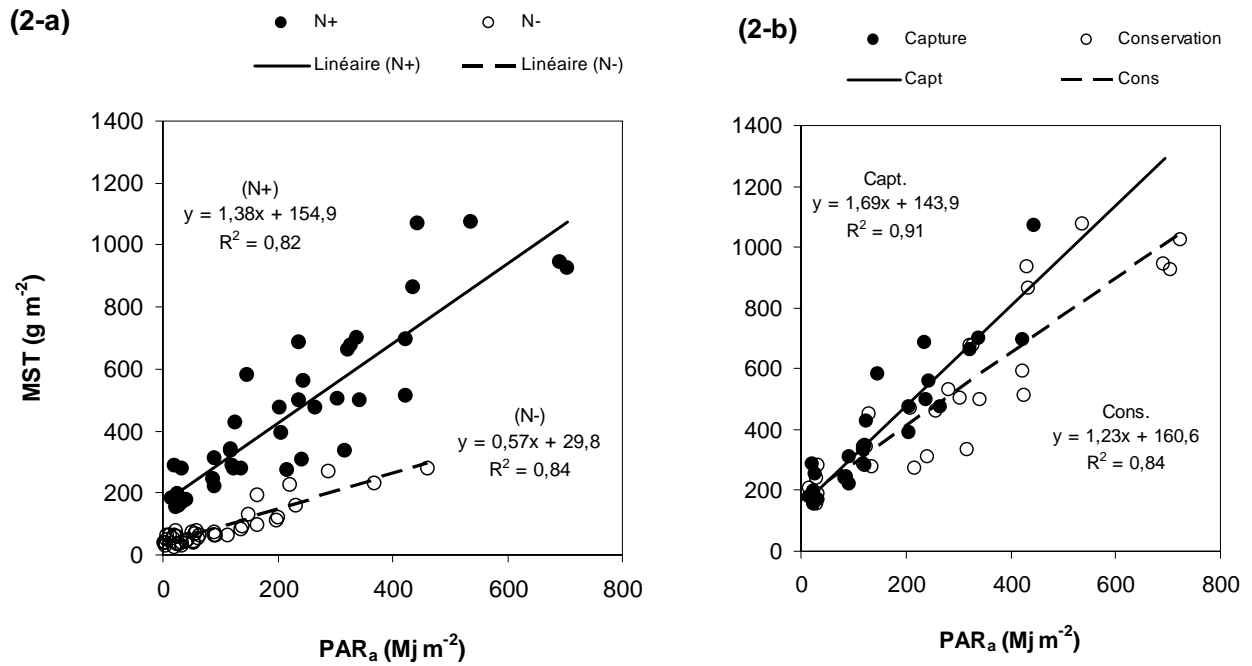 (2-a)
N+ N-
Linéaire (N+) Linéaire (N-)
1400
1200
1000
800
600
400
200
0
0 200 400 600 800
MST (g m-2)
PARa (Mj m-2)
(N+)
y = 1,38x + 154,9
R2 = 0,82
(N-)
y = 0,57x + 29,8
R2 = 0,84
(2-b)
Capture Conservation
Capt Cons
1400
1200
1000
800
600
400
200
0
0 200 400 600 800
PARa (Mj m-2)
Capt.
y = 1,69x + 143,9
R2 = 0,91
Cons.
y = 1,23x + 160,6
R2 = 0,84